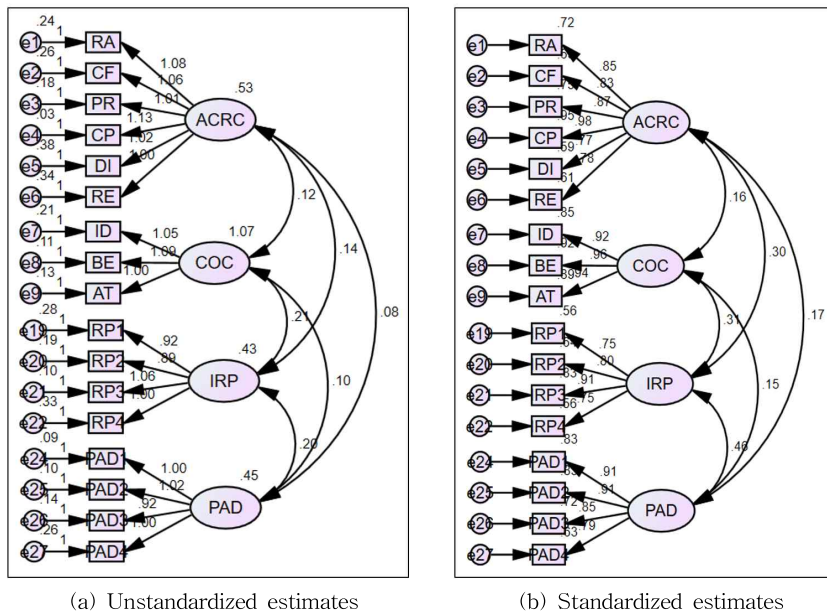 .24
e1 1 RA
.26
e2 1 CF
.18
e3 1 PR
.03
e4 1 CP
.38
e5 1 DI
.34
e6 1 RE
1.08
1.06
1.01
1.13
1.02
1.00
.53
ACRC
.21
e7 1 ID
.11
e8 1 BE
.13
e9 1 AT
1.05
1.09
1.00
1.07
COC
.28
e19 1 RP1
.19
e20 1 RP2
.10
e21 1 RP3
.33
e22 1 RP4
.92
.89
1.06
1.00
.43
IRP
.09
e24 1 PAD1
.10
e25 1 PAD2
.14
e26 1 PAD3
.26
e27 1 PAD4
1.00
1.02
.92
1.00
.45
PAD
.12
.14
.08
.21
.10
.20
(a) Unstandardized estimates
.72
e1 RA
e2 CF
e3 PR
.95
e4 CP
.59
e5 DI
.61
e6 RE
.85
.83
.87
.98
.77
.78
ACRC
.85
e7 ID
.92
e8 BE
.89
e9 AT
.92
.96
.94
COC
.56
e19 RP1
e20 RP2
.83
e21 RP3
.56
e22 RP4
.75
.80
.91
.75
IRP
.83
e24 PAD1
e25 PAD2
.72
e26 PAD3
.63
e27 PAD4
.91
.91
.85
.79
PAD
.16
.30
.17
.31
.15
.46
(b) Standardized estimates